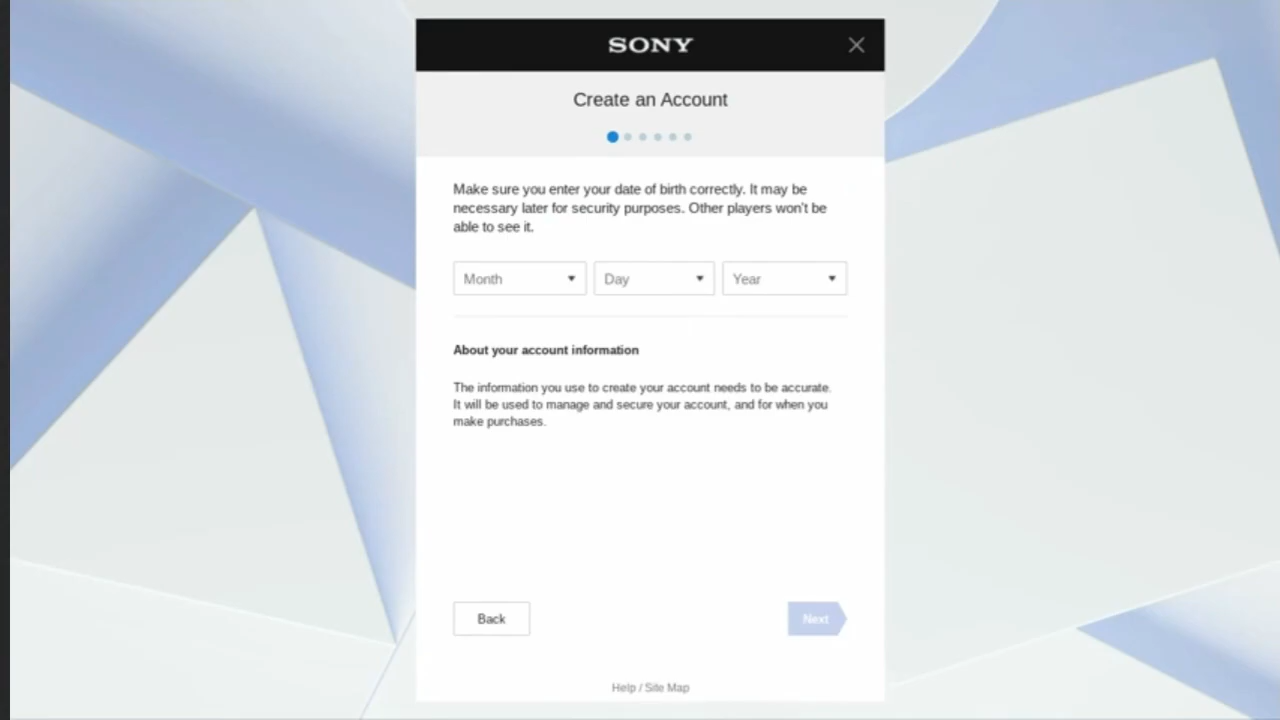 SONY
Create an Account
Make sure you enter your date of birth correctly. It may be
necessary later for security purposes. Other players won't be
able to see it.
Month
Day
Year
About your account information
The information you use to create your account needs to be accurate.
It will be used to manage and secure your account, and for when you
make purchases.
Back
Next
Help / Site Map